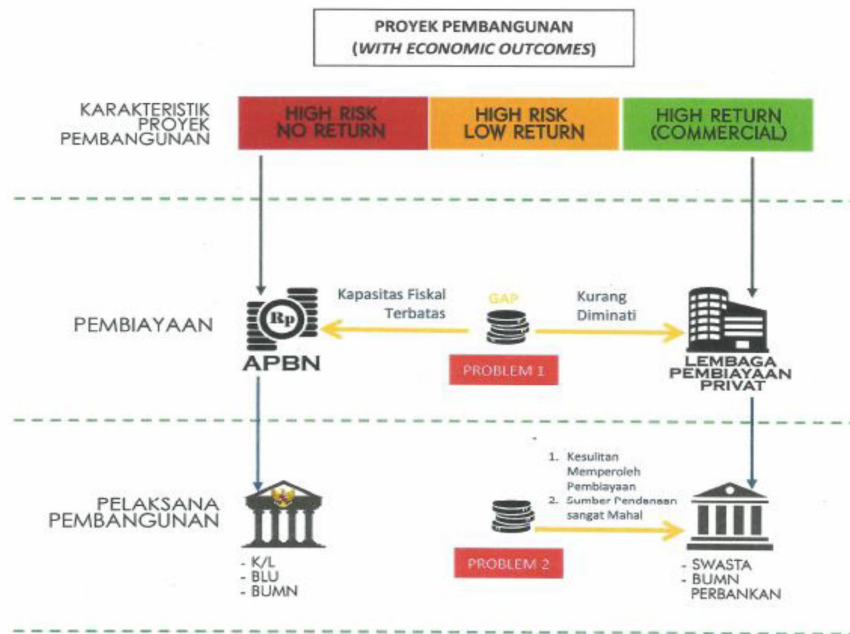 PROYEK PEMBANGUNAN
(WITH ECONOMIC OUTCOMES)
KARAKTERISTIK
PROYEK
PEMBANGUNAN
HIGH RISK
NO RETURN
HIGH RISK
LOW RETURN
HIGH RETURN
(COMMERCIAL)
PEMBIAYAAN
Rp
APBN
Kapasitas Fiskal
Terbatas
GAP
PROBLEM 1
Kurang
Diminati
LEMBAGA
PEMBIAYAAN
PRIVAT
PELAKSANA
PEMBANGUNAN
- K/L
- BLU
- BUMN
1. Kesulitan
Memperoleh
Pembiayaan
2. Sumber Pendanaan
sangat Mahal
PROBLEM 2
- SWASTA
- BUMN
PERBANKAN